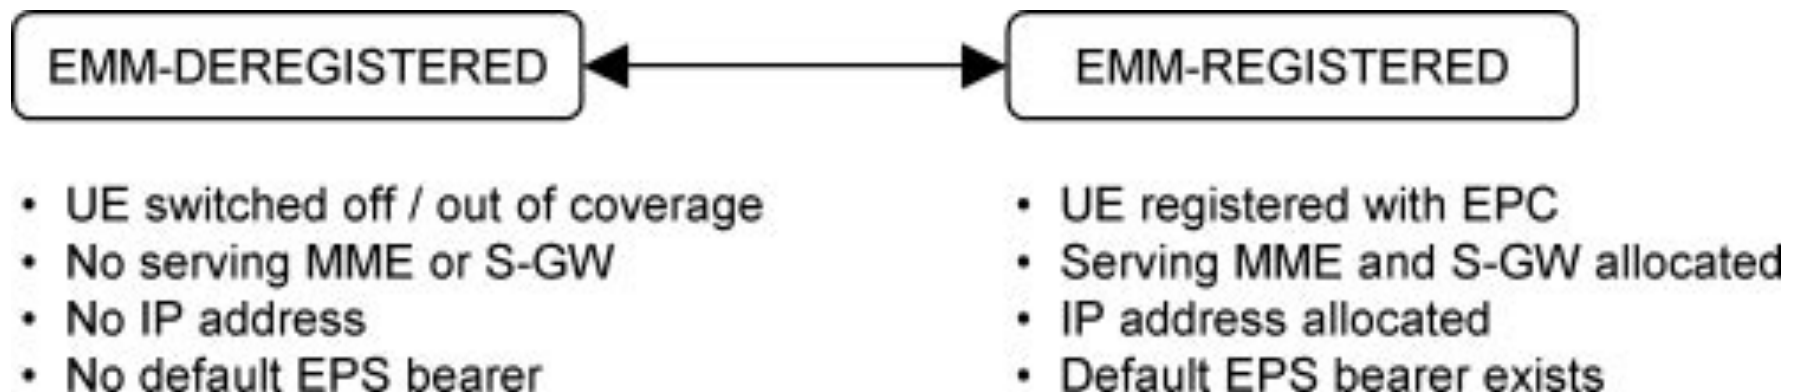 EMM-DEREGISTERED
EMM-REGISTERED
• UE switched off / out of coverage
• No serving MME or S-GW
• No IP address
• No default EPS bearer
• UE registered with EPC
• Serving MME and S-GW allocated
• IP address allocated
• Default EPS bearer exists